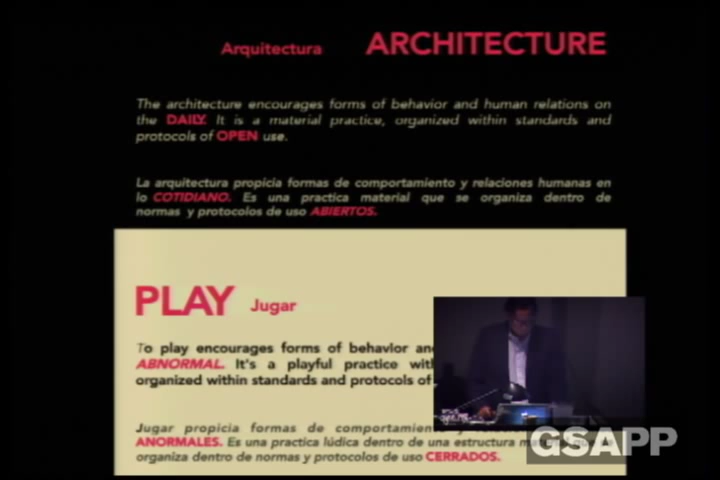 Arquitectura ARCHITECTURE
The architecture encourages forms of behavior and human relations on
the DAILY. It is a material practice, organized within standards and
protocols of OPEN use.
La arquitectura propicia formas de comportamiento y relaciones humanas en
lo COTIDIANO. Es una practica material que se organiza dentro de
normas y protocolos de uso ABIERTOS.
PLAY Jugar
To play encourages forms of behavior
ABNORMAL. It's a playful practice
organized within standards and protocols of
Jugar propicia formas de comportamiento
ANORMALES. Es una practica lúdica dentro de una estructura
organiza dentro de normas y protocolos de uso CERRADOS.
GSAPP